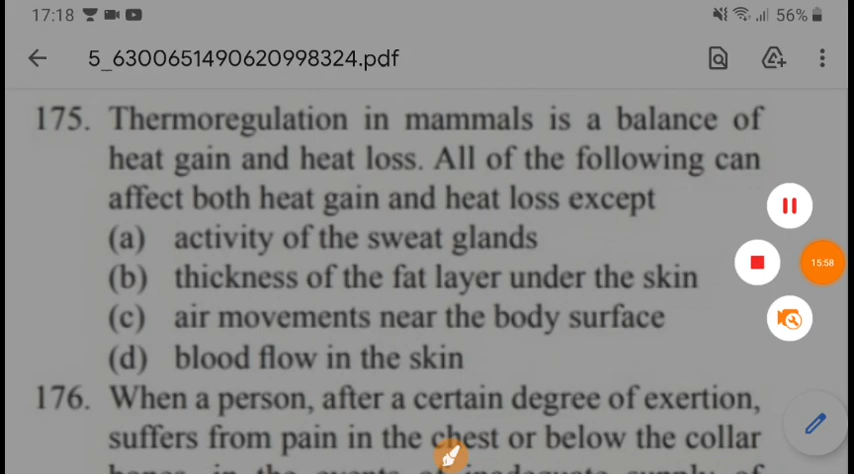 17:18 56%
5_6300651490620998324.pdf
175. Thermoregulation in mammals is a balance of
heat gain and heat loss. All of the following can
affect both heat gain and heat loss except
(a) activity of the sweat glands
(b) thickness of the fat layer under the skin
(c) air movements near the body surface
15:58
(d) blood flow in the skin
176. When a person, after a certain degree of exertion,
suffers from pain in the chest or below the collar